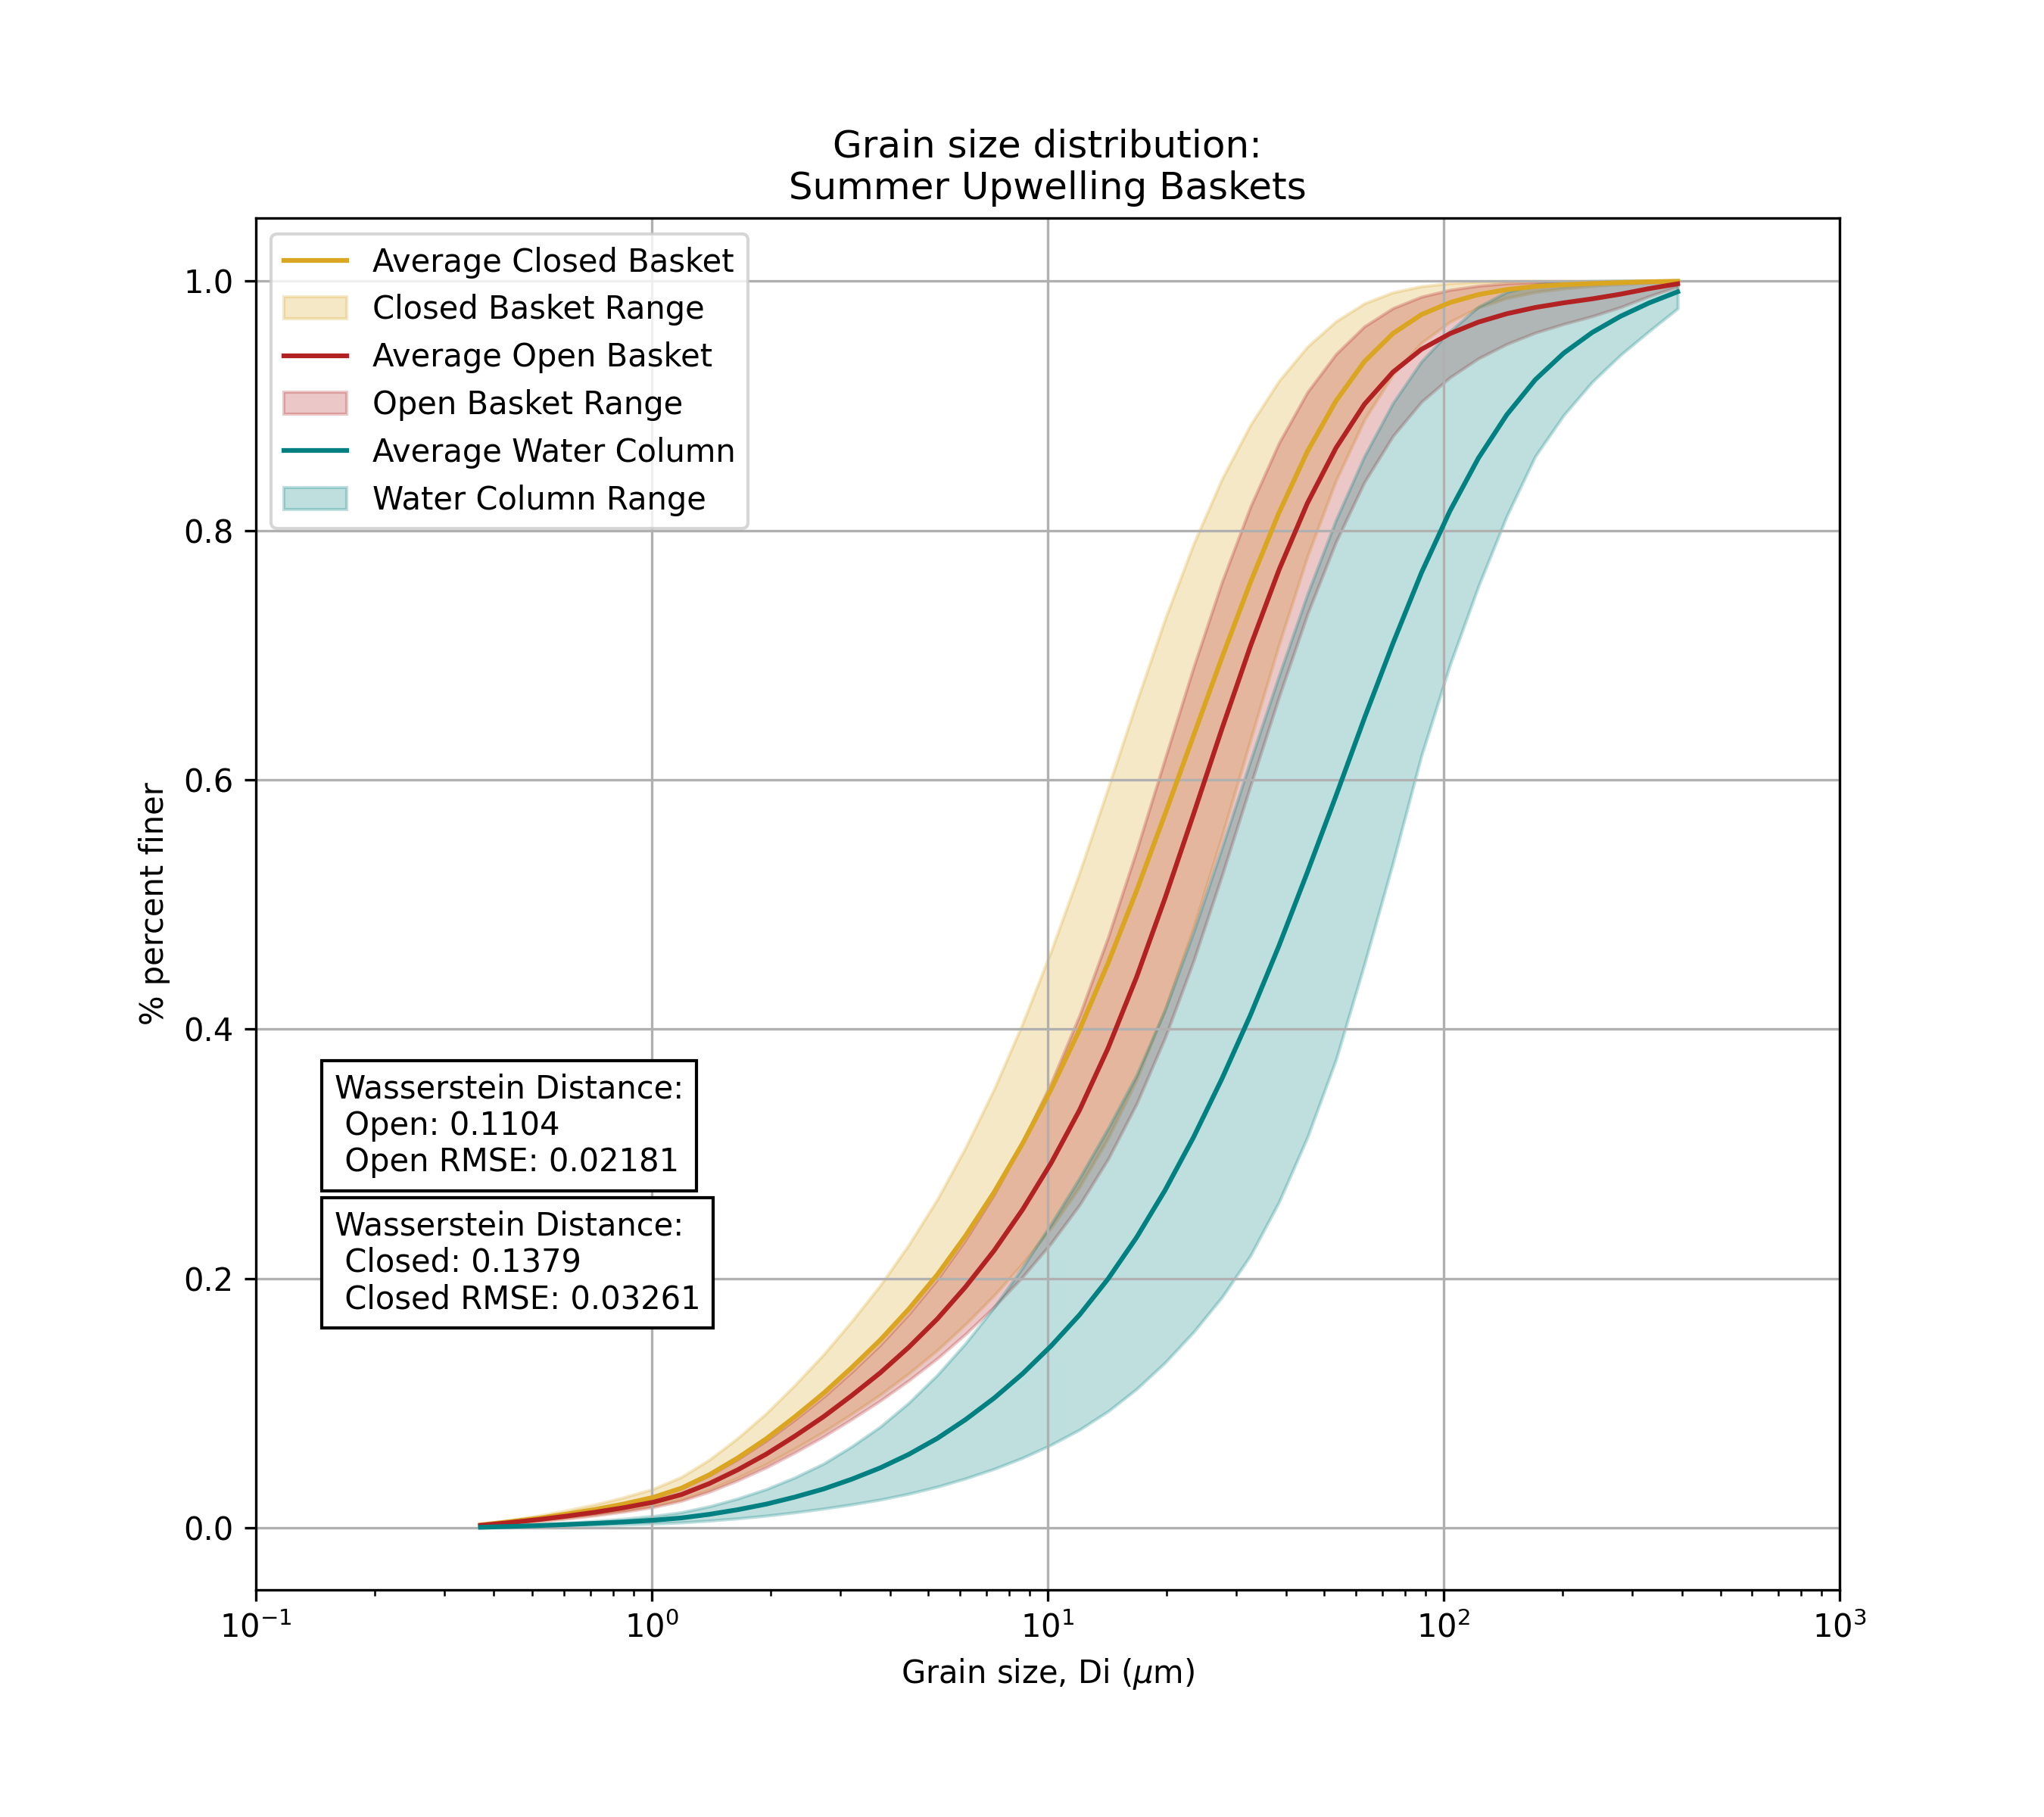 Grain size distribution:
Summer Upwelling Baskets
Average Closed Basket
Closed Basket Range
Average Open Basket
Open Basket Range
Average Water Column
Water Column Range
1.0
0.8
0.6
0.4
0.2
0.0
% percent finer
Wasserstein Distance:
Open: 0.1104
Open RMSE: 0.02181
Wasserstein Distance:
Closed: 0.1379
Closed RMSE: 0.03261
10⁻¹ 10⁰ 10¹ 10² 10³
Grain size, Di (μm)